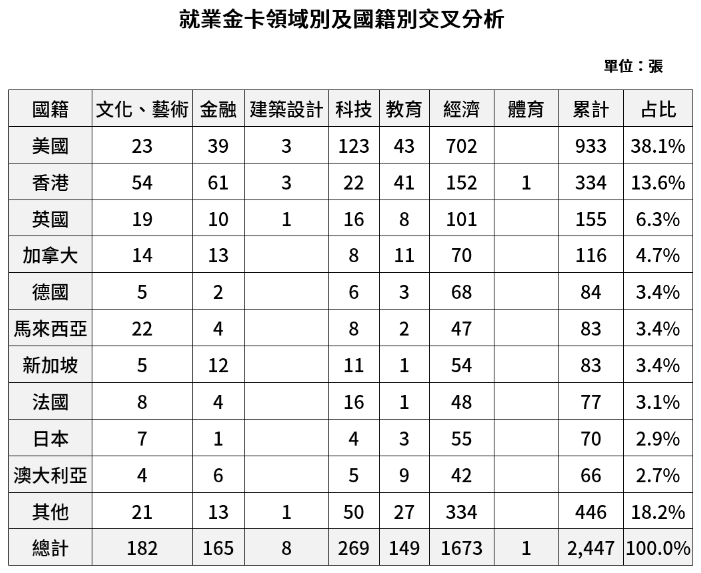 就業金卡領域別及國籍別交叉分析
單位：張
國籍 文化、藝術 金融 建築設計 科技 教育 經濟 體育 累計 占比
美國 23 39 3 123 43 702 933 38.1%
香港 54 61 3 22 41 152 1 334 13.6%
英國 19 10 1 16 8 101 155 6.3%
加拿大 14 13 8 11 70 116 4.7%
德國 5 2 6 3 68 84 3.4%
馬來西亞 22 4 8 2 47 83 3.4%
新加坡 5 12 11 1 54 83 3.4%
法國 8 4 16 1 48 77 3.1%
日本 7 1 4 3 55 70 2.9%
澳大利亞 4 6 5 9 42 66 2.7%
其他 21 13 1 50 27 334 446 18.2%
總計 182 165 8 269 149 1673 1 2,447 100.0%